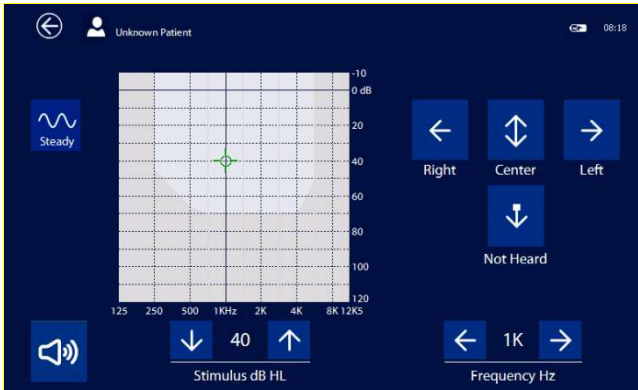 Unknown Patient
08:18
Steady
-10
0 dB
20
40
60
80
100
120
125 250 500 1KHz 2K 4K 8K 12K5
Right Center Left
Not Heard
40
Stimulus dB HL
1K
Frequency Hz